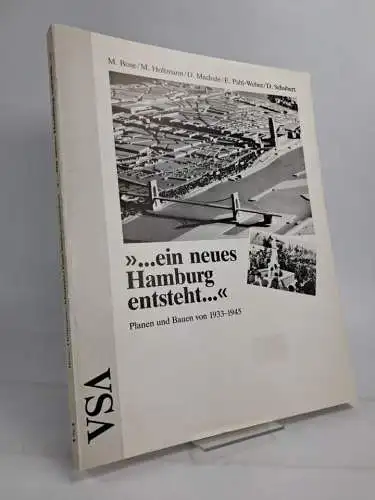 M. Bose/M. Holtmann/D. Machule/E. Pahl-Weber/D. Schubert
»...ein neues
Hamburg
entsteht...«
Planen und Bauen von 1933-1945
VSA